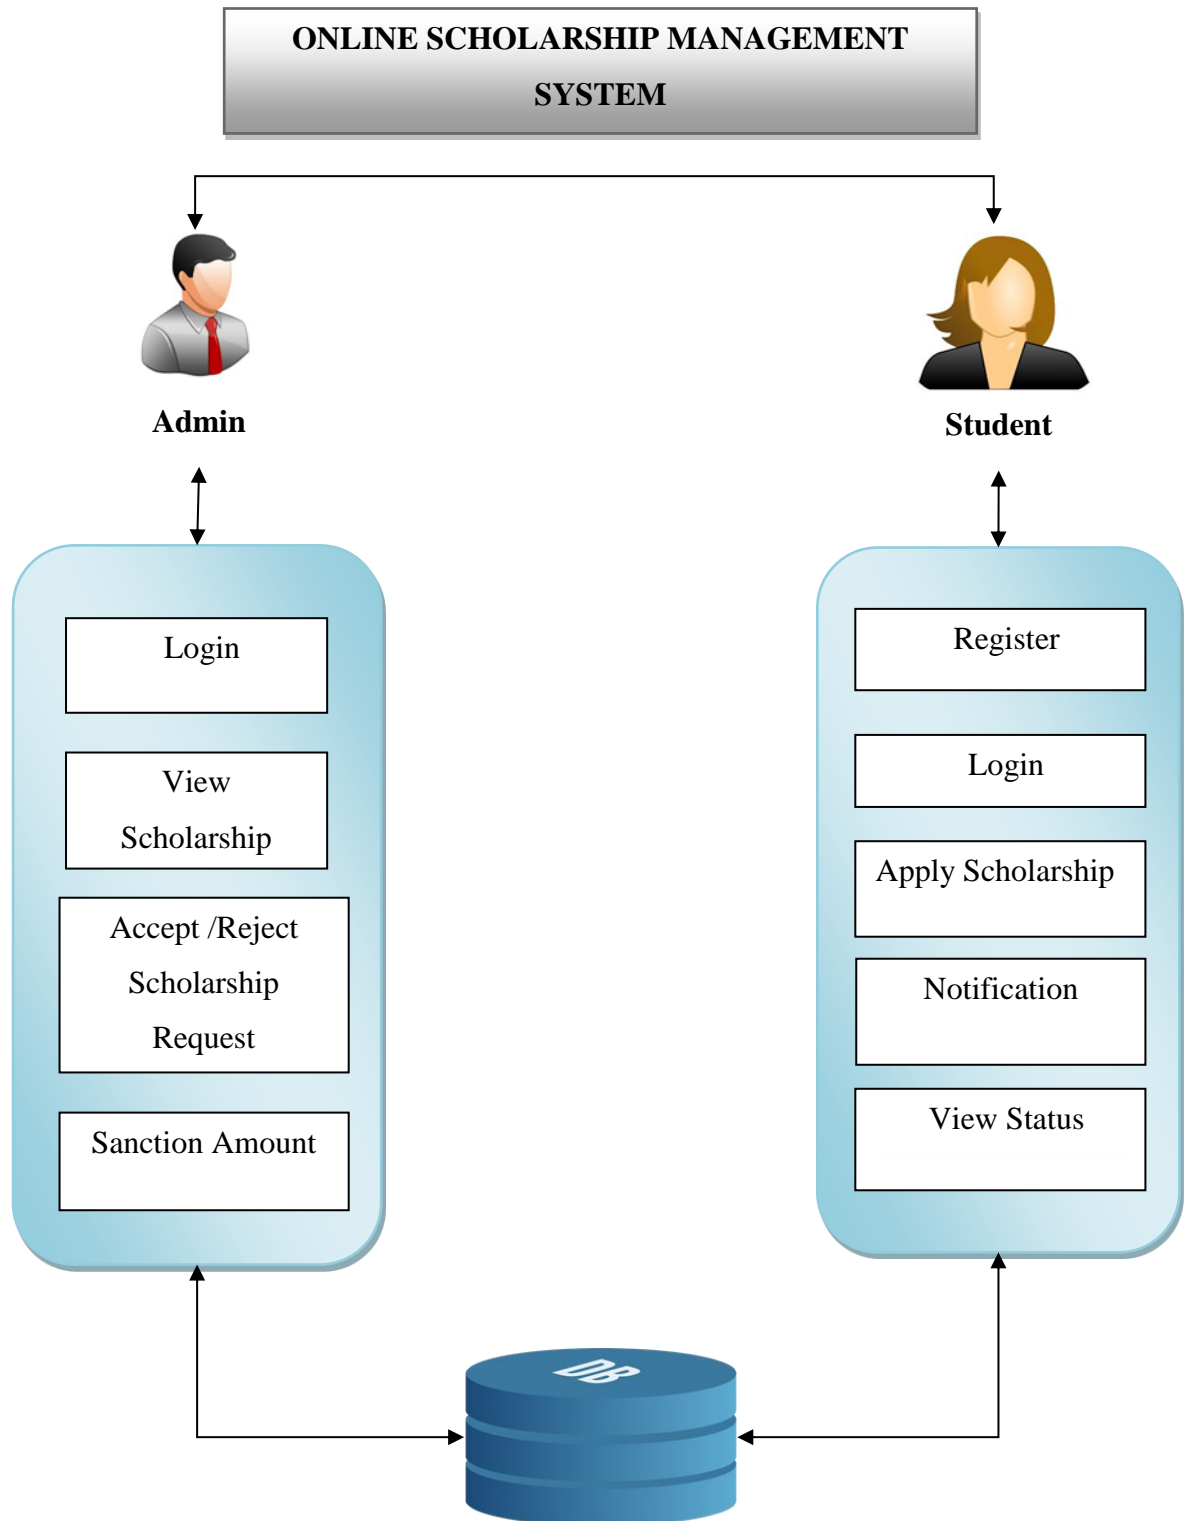 ONLINE SCHOLARSHIP MANAGEMENT
SYSTEM
Admin
Student
Login
View
Scholarship
Accept /Reject
Scholarship
Request
Sanction Amount
Register
Login
Apply Scholarship
Notification
View Status
DB